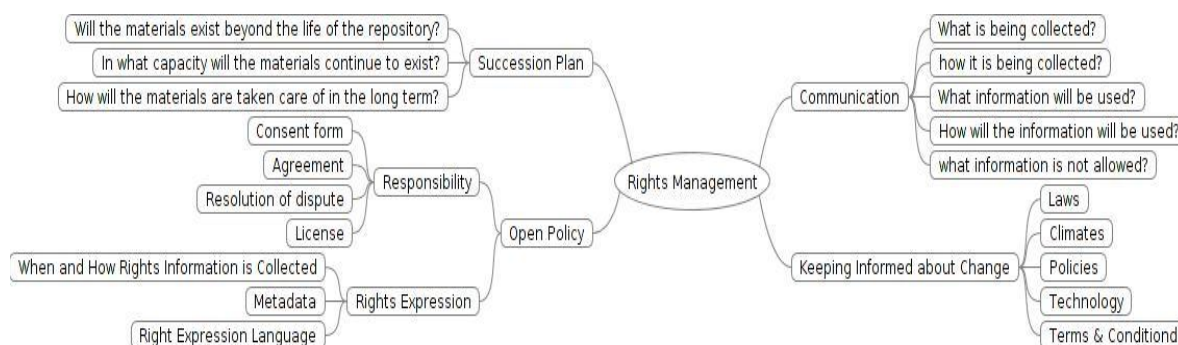 Will the materials exist beyond the life of the repository?
In what capacity will the materials continue to exist?
How will the materials are taken care of in the long term?
Succession Plan
Consent form
Agreement
Resolution of dispute
License
Responsibility
When and How Rights Information is Collected
Metadata
Right Expression Language
Rights Expression
Open Policy
Rights Management
Communication
What is being collected?
how it is being collected?
What information will be used?
How will the information will be used?
what information is not allowed?
Keeping Informed about Change
Laws
Climates
Policies
Technology
Terms & Conditiond